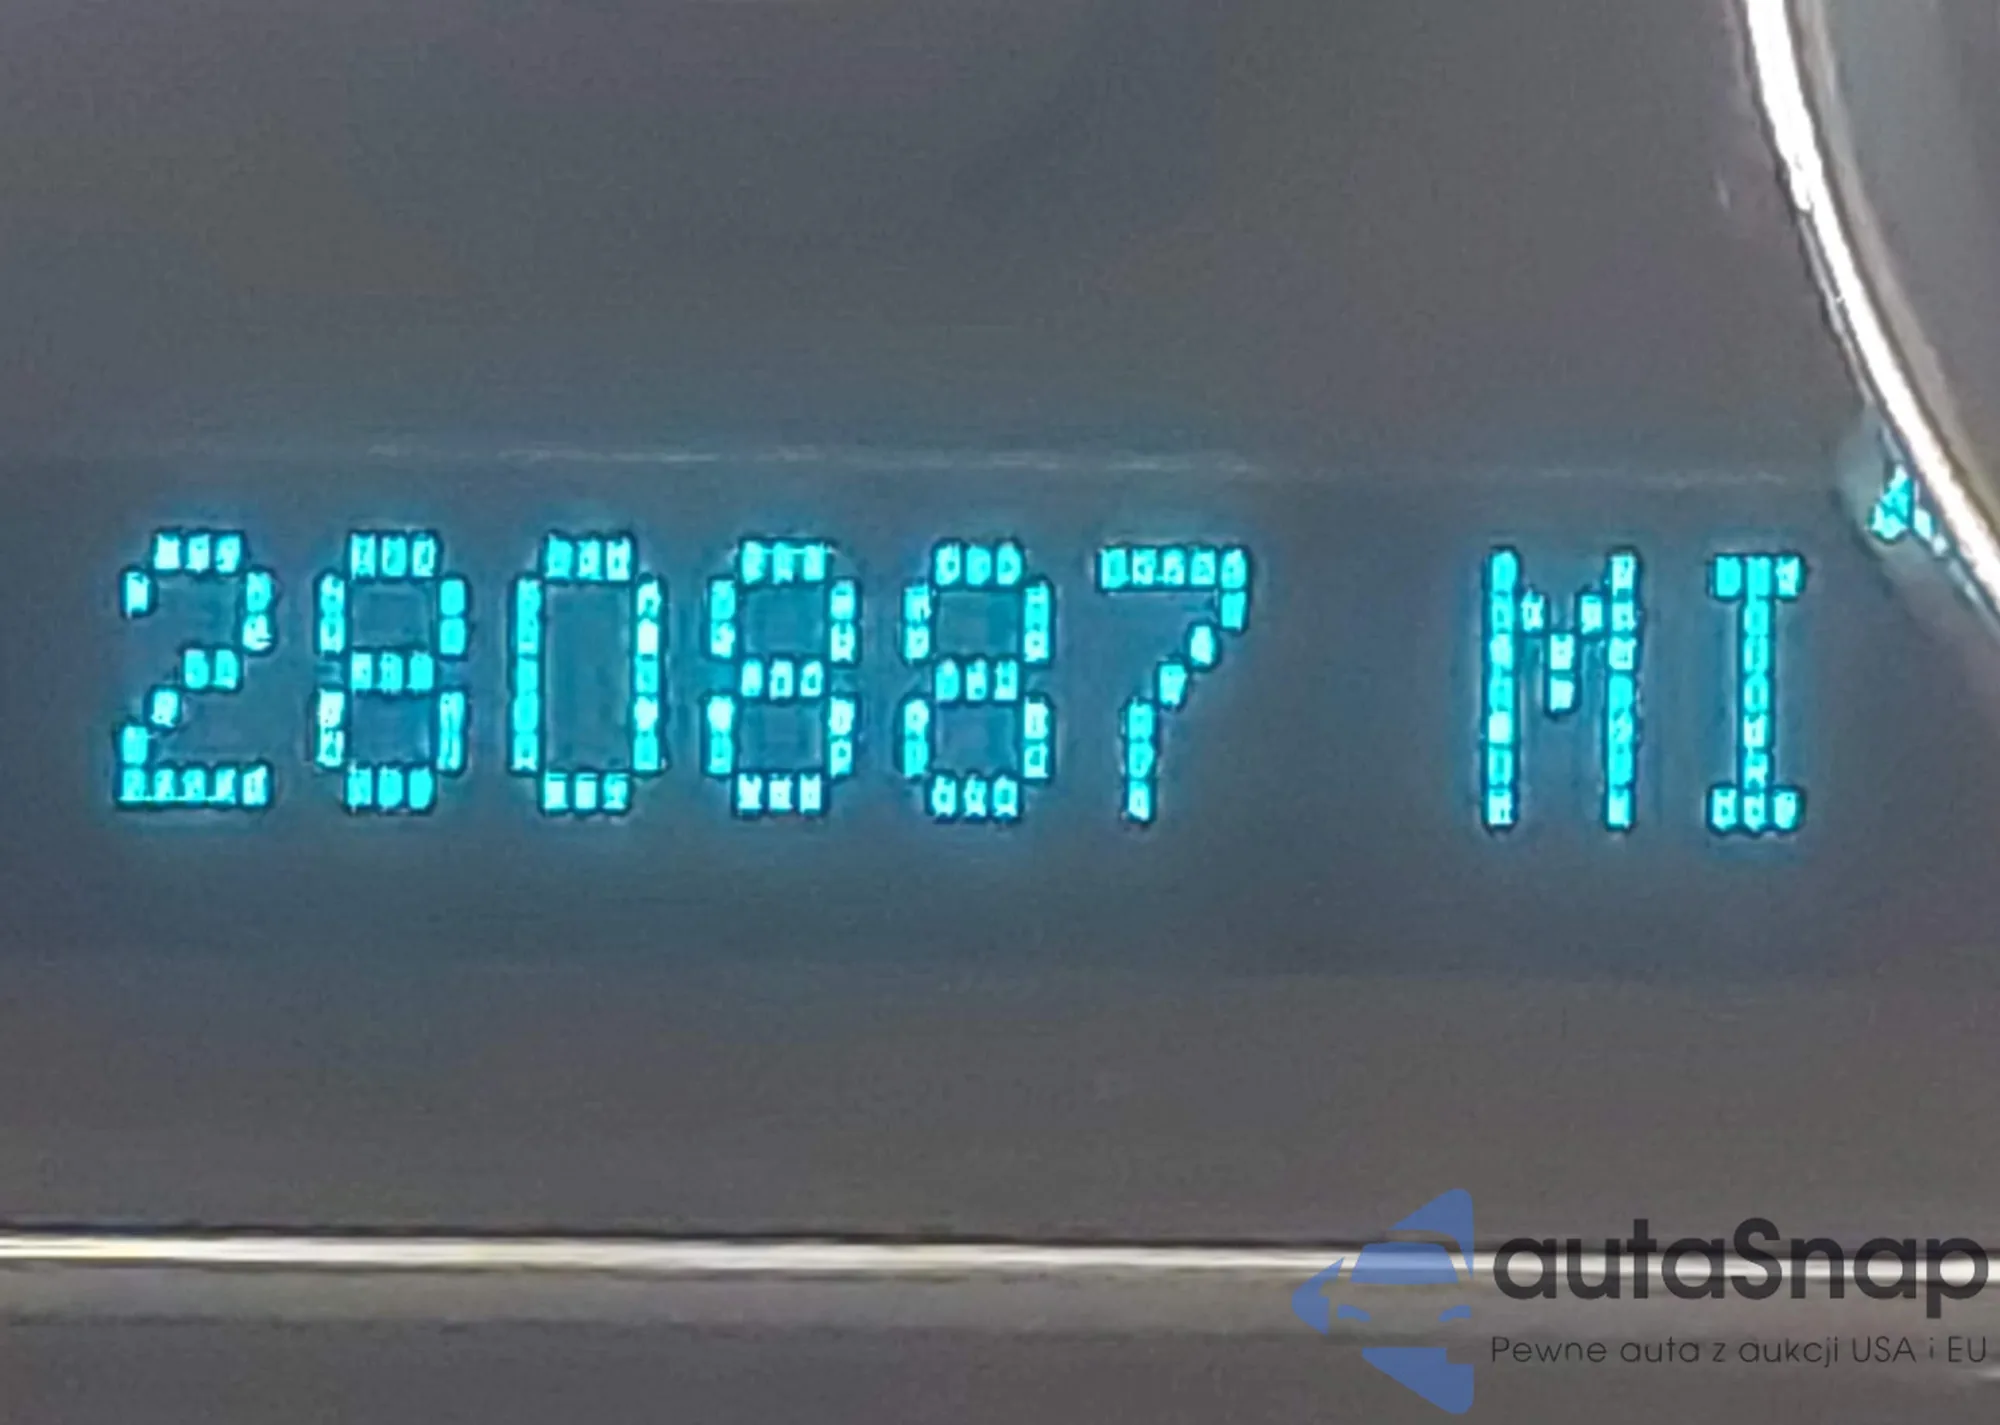 280887 MI
autaSnap
Pewne auta z aukcji USA i EU